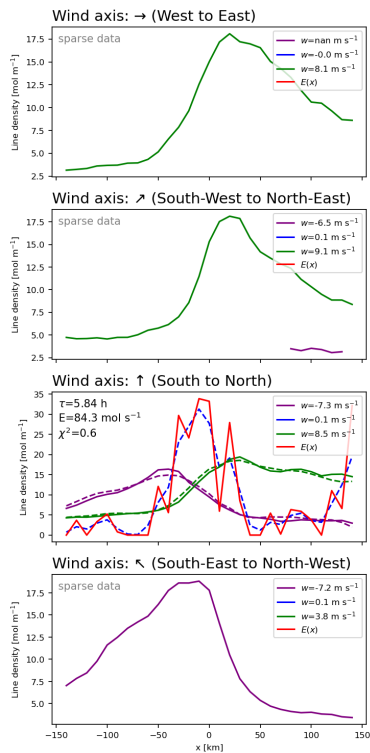 Wind axis: → (West to East)
sparse data
w=nan m s⁻¹
w=-0.0 m s⁻¹
w=8.1 m s⁻¹
E(x)
Line density [mol m⁻¹]
17.5
15.0
12.5
10.0
7.5
5.0
2.5
Wind axis: ↗ (South-West to North-East)
sparse data
w=-6.5 m s⁻¹
w=0.1 m s⁻¹
w=9.1 m s⁻¹
E(x)
Line density [mol m⁻¹]
17.5
15.0
12.5
10.0
7.5
5.0
2.5
Wind axis: ↑ (South to North)
τ=5.84 h
E=84.3 mol s⁻¹
χ²=0.6
w=-7.3 m s⁻¹
w=0.1 m s⁻¹
w=8.5 m s⁻¹
E(x)
Line density [mol m⁻¹]
35
30
25
20
15
10
5
0
Wind axis: ↖ (South-East to North-West)
sparse data
w=-7.2 m s⁻¹
w=0.1 m s⁻¹
w=3.8 m s⁻¹
E(x)
Line density [mol m⁻¹]
17.5
15.0
12.5
10.0
7.5
5.0
−150 −100 −50 0 50 100 150
x [km]